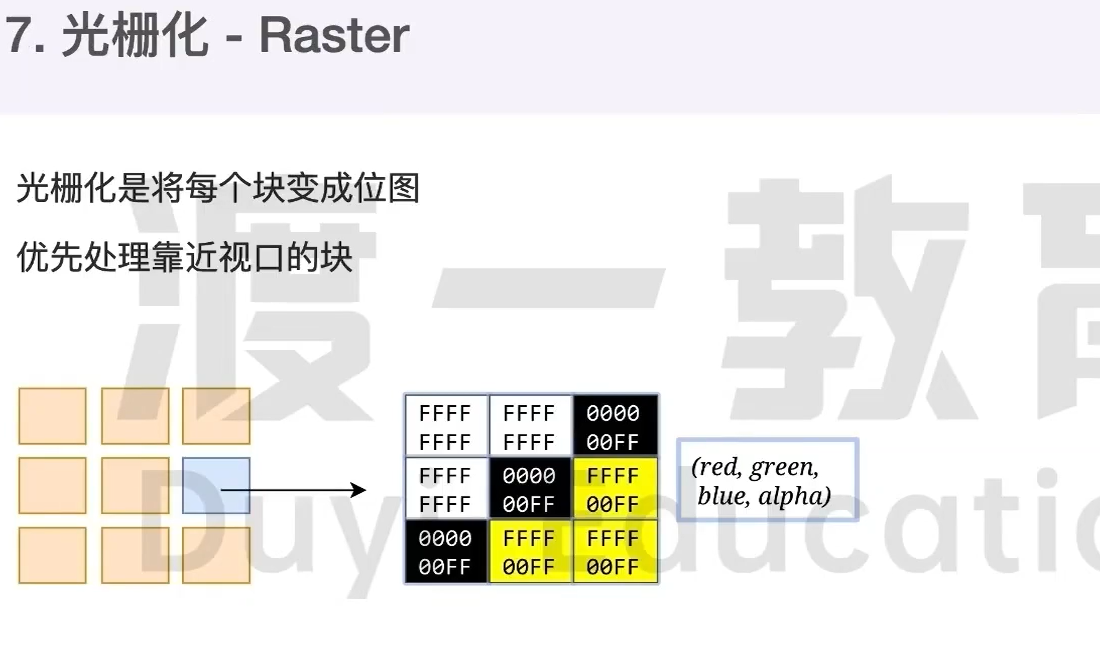 7. 光栅化 - Raster
光栅化是将每个块变成位图
优先处理靠近视口的块
渡一教育
FFFF FFFF 0000
FFFF FFFF 00FF
FFFF 0000 FFFF
FFFF 00FF 00FF
0000 FFFF FFFF
00FF 00FF 00FF
(red, green,
blue, alpha)
Duyi Educatio